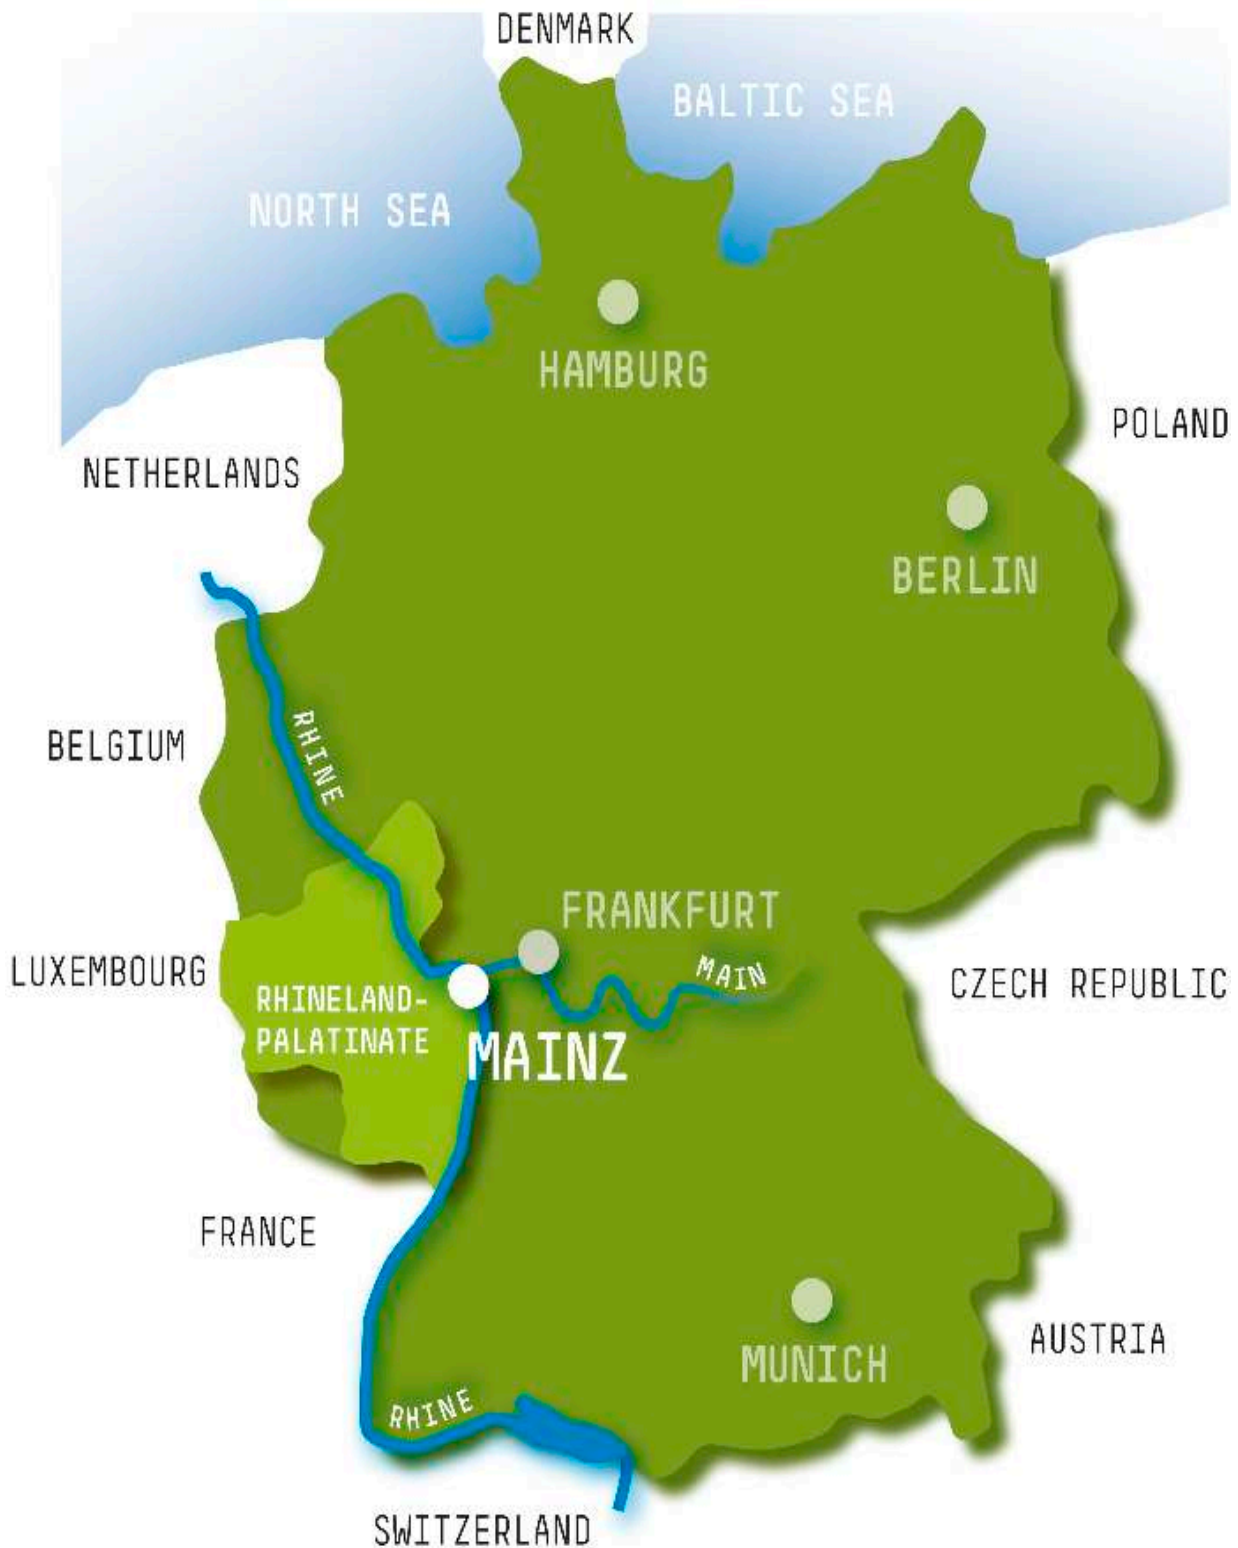 DENMARK
BALTIC SEA
NORTH SEA
HAMBURG
POLAND
NETHERLANDS
BERLIN
RHINE
BELGIUM
FRANKFURT
MAIN
LUXEMBOURG
CZECH REPUBLIC
RHINELAND-
PALATINATE
MAINZ
FRANCE
AUSTRIA
MUNICH
RHINE
SWITZERLAND